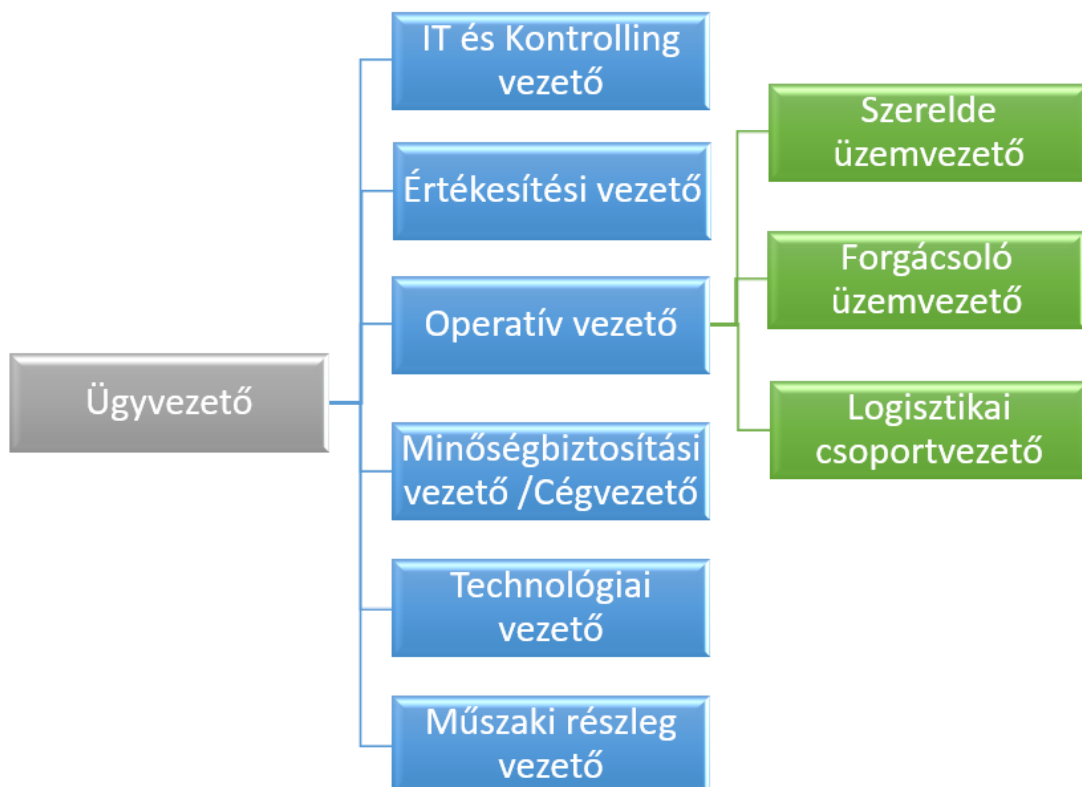 Ügyvezető
IT és Kontrolling
vezető
Értékesítési vezető
Operatív vezető
Minőségbiztosítási
vezető /Cégvezető
Technológiai
vezető
Műszaki részleg
vezető
Szerelde
üzemvezető
Forgácsoló
üzemvezető
Logisztikai
csoportvezető